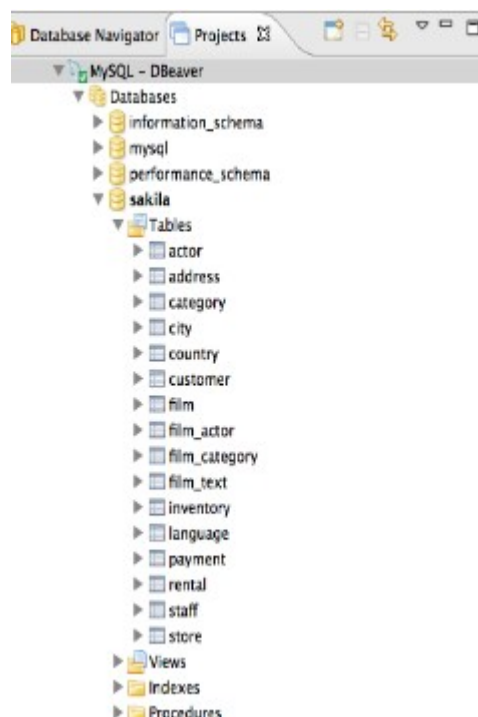 Database Navigator Projects
MySQL - DBeaver
Databases
information_schema
mysql
performance_schema
sakila
Tables
actor
address
category
city
country
customer
film
film_actor
film_category
film_text
inventory
language
payment
rental
staff
store
Views
Indexes
Procedures